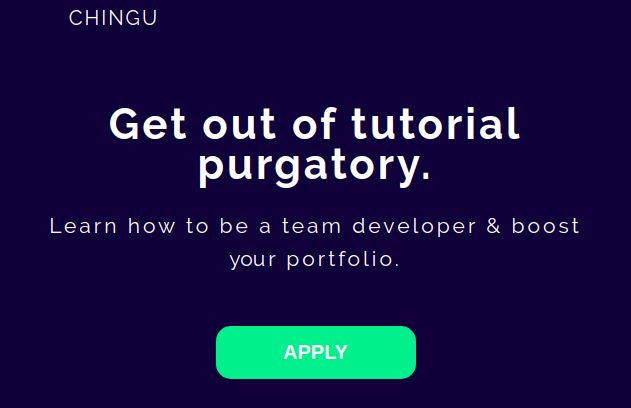 CHINGU
Get out of tutorial
purgatory.
Learn how to be a team developer & boost
your portfolio.
APPLY